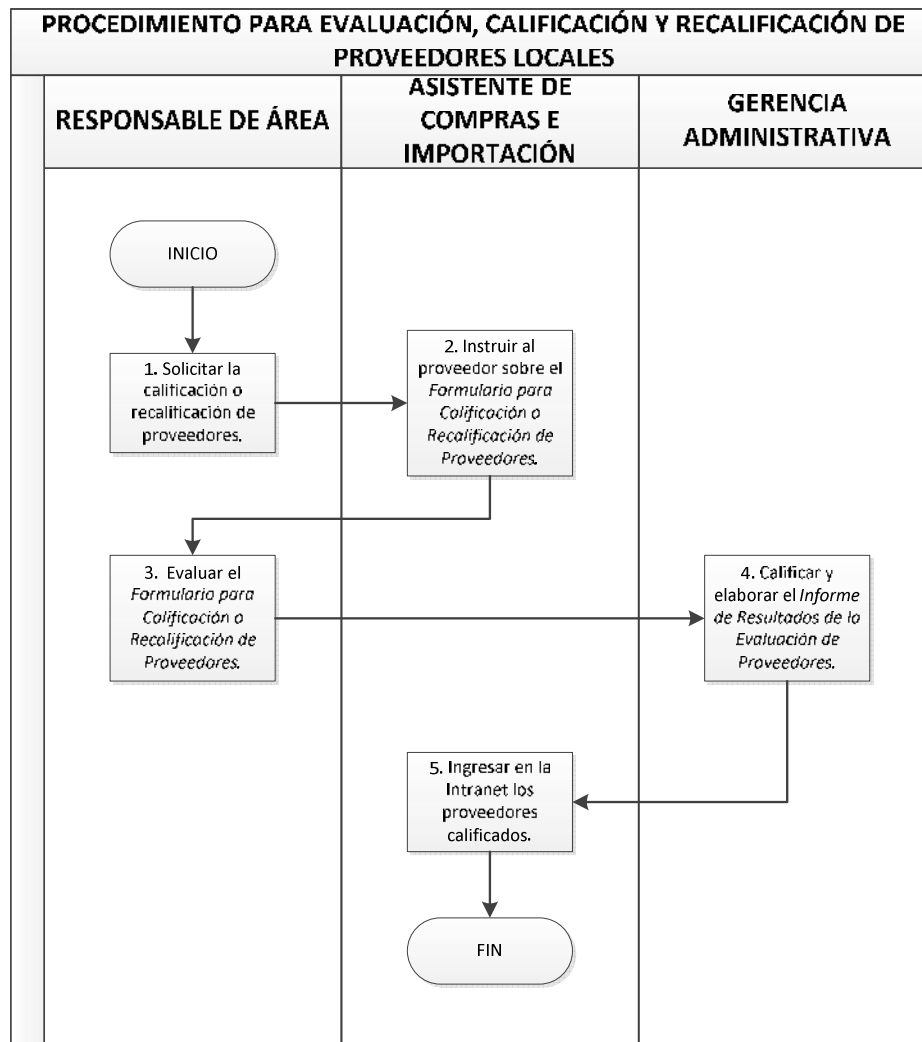 PROCEDIMIENTO PARA EVALUACIÓN, CALIFICACIÓN Y RECALIFICACIÓN DE
PROVEEDORES LOCALES
RESPONSABLE DE ÁREA
ASISTENTE DE
COMPRAS E
IMPORTACIÓN
GERENCIA
ADMINISTRATIVA
INICIO
1. Solicitar la
calificación o
recalificación de
proveedores.
2. Instruir al
proveedor sobre el
Formulario para
Calificación o
Recalificación de
Proveedores.
3. Evaluar el
Formulario para
Calificación o
Recalificación de
Proveedores.
4. Calificar y
elaborar el Informe
de Resultados de la
Evaluación de
Proveedores.
5. Ingresar en la
Intranet los
proveedores
calificados.
FIN